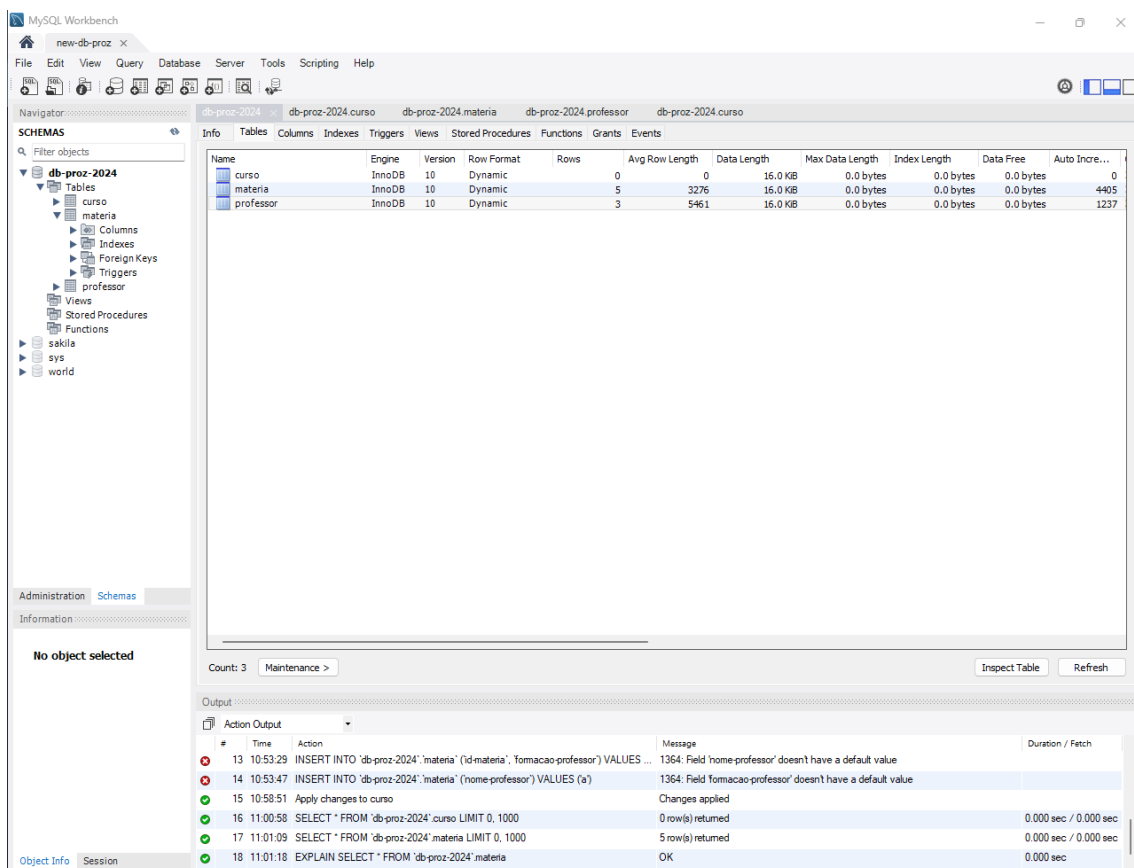 MySQL Workbench
new-db-proz
File Edit View Query Database Server Tools Scripting Help
Navigator
SCHEMAS
Filter objects
db-proz-2024
Tables
curso
materia
Columns
Indexes
Foreign Keys
Triggers
professor
Views
Stored Procedures
Functions
sakila
sys
world
Administration Schemas
Information
No object selected
Object Info Session
db-proz-2024 db-proz-2024.curso db-proz-2024.materia db-proz-2024.professor db-proz-2024.curso
Info Tables Columns Indexes Triggers Views Stored Procedures Functions Grants Events
Name Engine Version Row Format Rows Avg Row Length Data Length Max Data Length Index Length Data Free Auto Incre...
curso InnoDB 10 Dynamic 0 0 16.0 KiB 0.0 bytes 0.0 bytes 0.0 bytes 0
materia InnoDB 10 Dynamic 5 3276 16.0 KiB 0.0 bytes 0.0 bytes 0.0 bytes 4405
professor InnoDB 10 Dynamic 3 5461 16.0 KiB 0.0 bytes 0.0 bytes 0.0 bytes 1237
Count: 3 Maintenance > Inspect Table Refresh
Output
Action Output
# Time Action Message Duration / Fetch
13 10:53:29 INSERT INTO `db-proz-2024`.`materia` (`id-materia`, `formacao-professor`) VALUES ... 1364: Field 'nome-professor' doesn't have a default value
14 10:53:47 INSERT INTO `db-proz-2024`.`materia` (`nome-professor`) VALUES ('a') 1364: Field 'formacao-professor' doesn't have a default value
15 10:58:51 Apply changes to curso Changes applied
16 11:00:58 SELECT * FROM `db-proz-2024`.curso LIMIT 0, 1000 0 row(s) returned 0.000 sec / 0.000 sec
17 11:01:09 SELECT * FROM `db-proz-2024`.materia LIMIT 0, 1000 5 row(s) returned 0.000 sec / 0.000 sec
18 11:01:18 EXPLAIN SELECT * FROM `db-proz-2024`.materia OK 0.000 sec